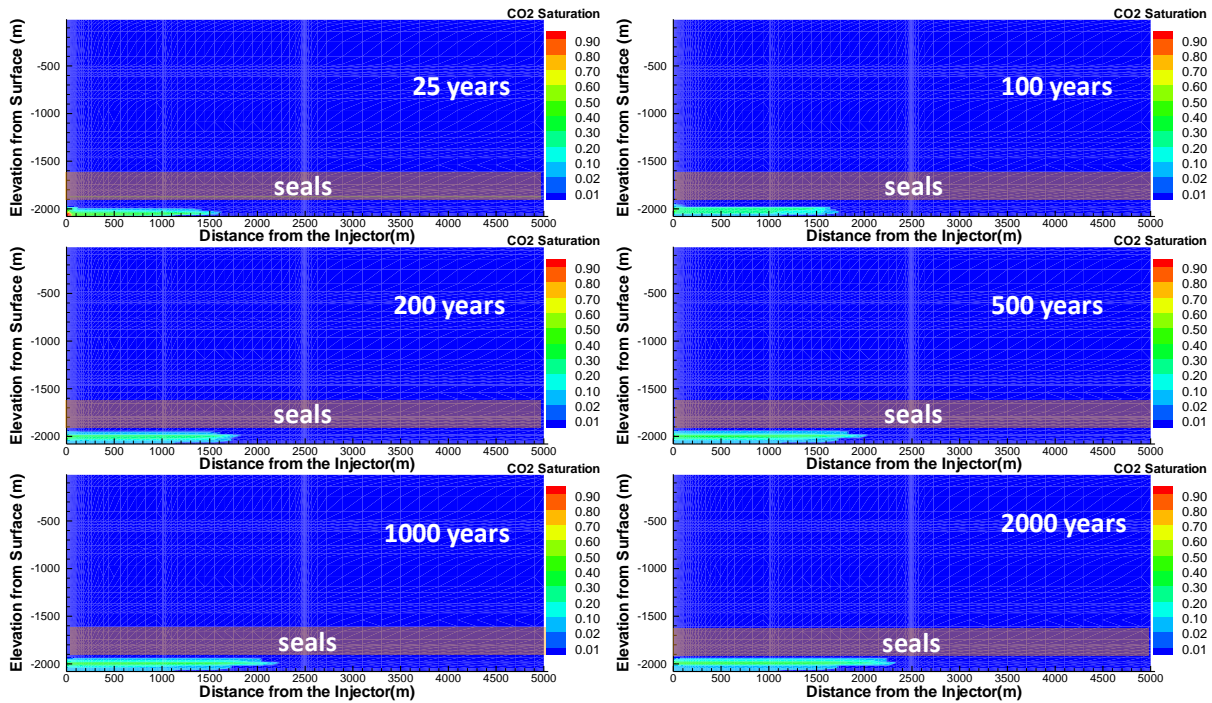 CO2 Saturation
Elevation from Surface (m)
-500
-1000
-1500
-2000
25 years
seals
0.90
0.80
0.70
0.60
0.50
0.40
0.30
0.20
0.10
0.02
0.01
0 500 1000 1500 2000 2500 3000 3500 4000 4500 5000
Distance from the Injector(m)
CO2 Saturation
Elevation from Surface (m)
-500
-1000
-1500
-2000
100 years
seals
0.90
0.80
0.70
0.60
0.50
0.40
0.30
0.20
0.10
0.02
0.01
0 500 1000 1500 2000 2500 3000 3500 4000 4500 5000
Distance from the Injector(m)
CO2 Saturation
Elevation from Surface (m)
-500
-1000
-1500
-2000
200 years
seals
0.90
0.80
0.70
0.60
0.50
0.40
0.30
0.20
0.10
0.02
0.01
0 500 1000 1500 2000 2500 3000 3500 4000 4500 5000
Distance from the Injector(m)
CO2 Saturation
Elevation from Surface (m)
-500
-1000
-1500
-2000
500 years
seals
0.90
0.80
0.70
0.60
0.50
0.40
0.30
0.20
0.10
0.02
0.01
0 500 1000 1500 2000 2500 3000 3500 4000 4500 5000
Distance from the Injector(m)
CO2 Saturation
Elevation from Surface (m)
-500
-1000
-1500
-2000
1000 years
seals
0.90
0.80
0.70
0.60
0.50
0.40
0.30
0.20
0.10
0.02
0.01
0 500 1000 1500 2000 2500 3000 3500 4000 4500 5000
Distance from the Injector(m)
CO2 Saturation
Elevation from Surface (m)
-500
-1000
-1500
-2000
2000 years
seals
0.90
0.80
0.70
0.60
0.50
0.40
0.30
0.20
0.10
0.02
0.01
0 500 1000 1500 2000 2500 3000 3500 4000 4500 5000
Distance from the Injector(m)